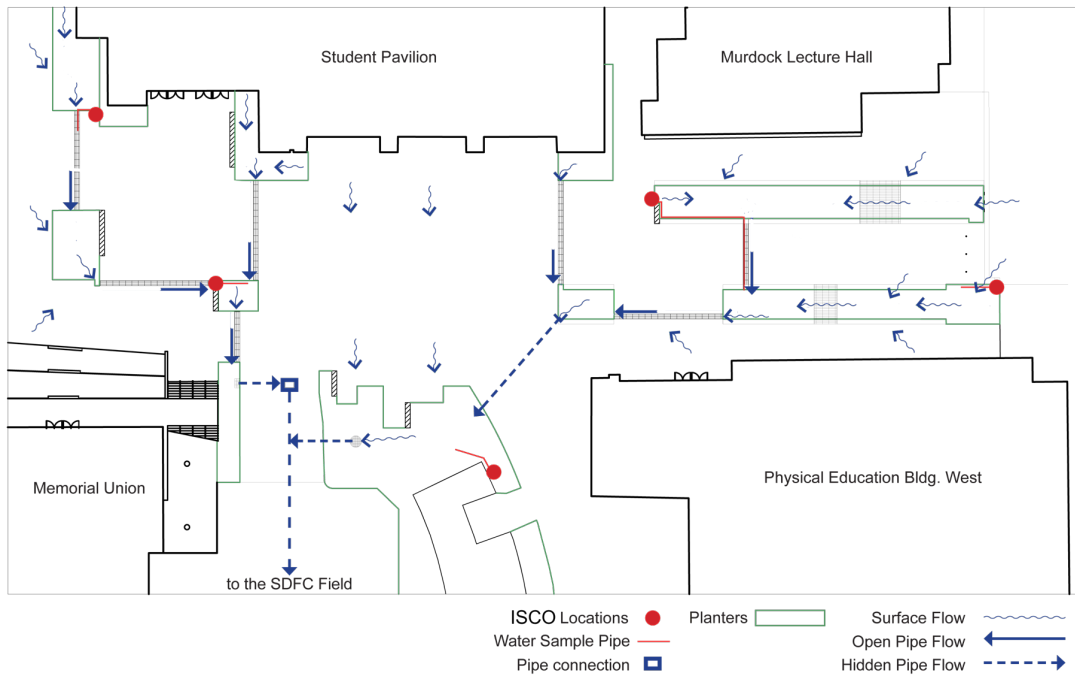 Student Pavilion
Murdock Lecture Hall
Memorial Union
Physical Education Bldg. West
to the SDFC Field
ISCO Locations
Planters
Surface Flow
Water Sample Pipe
Open Pipe Flow
Pipe connection
Hidden Pipe Flow